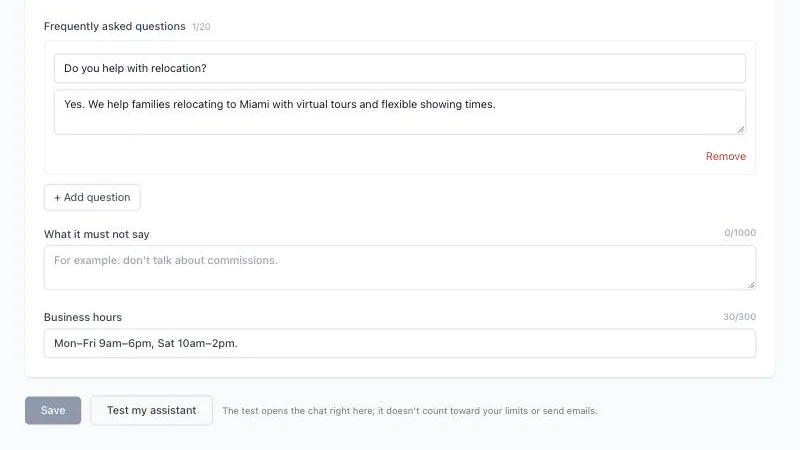 Frequently asked questions 1/20
Do you help with relocation?
Yes. We help families relocating to Miami with virtual tours and flexible showing times.
Remove
+ Add question
What it must not say 0/1000
For example: don't talk about commissions.
Business hours 30/300
Mon–Fri 9am–6pm, Sat 10am–2pm.
Save Test my assistant The test opens the chat right here; it doesn't count toward your limits or send emails.